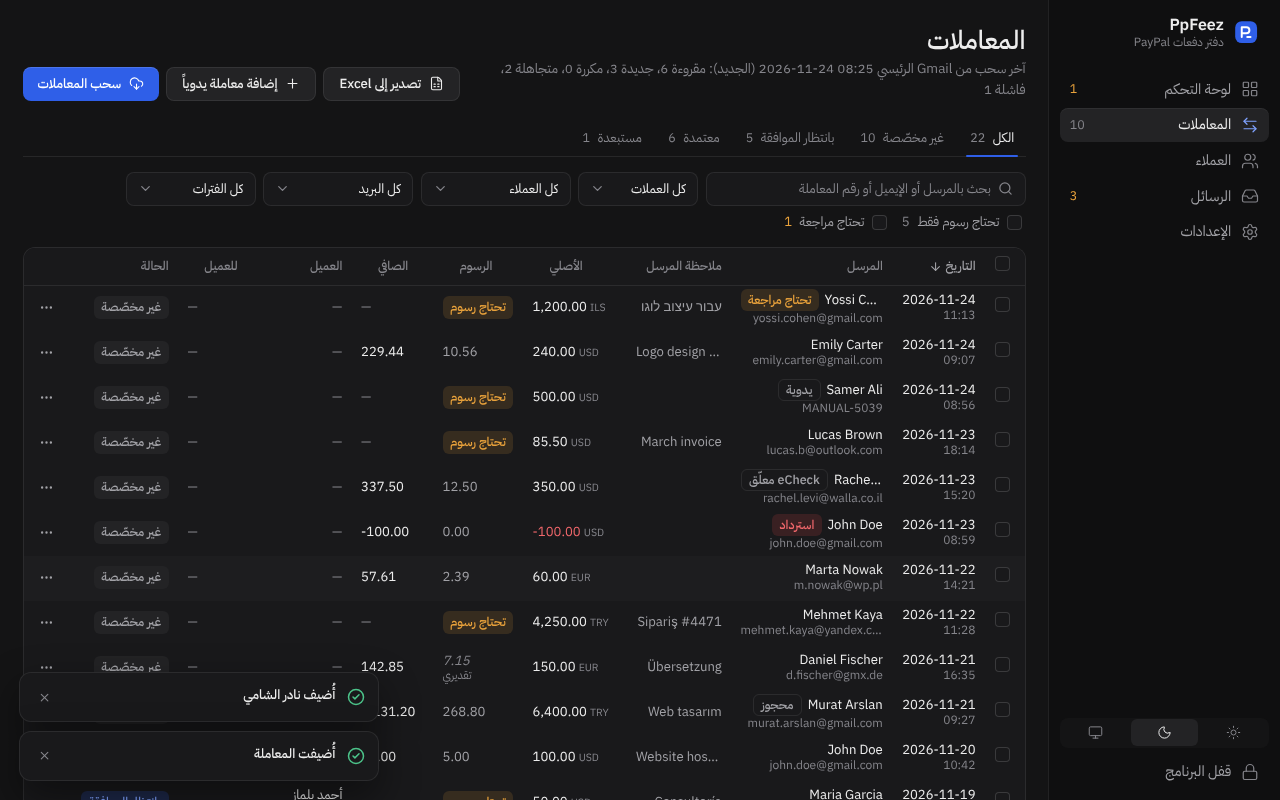 PpFeez
دفتر دفعات PayPal
لوحة التحكم 1
المعاملات 10
العملاء
الرسائل 3
الإعدادات
قفل البرنامج
المعاملات
آخر سحب من Gmail الرئيسي 08:25 24-11-2026 (الجديد): مقروءة 6، جديدة 3، مكررة 0، متجاهلة 2،
فاشلة 1
تصدير إلى Excel
إضافة معاملة يدوياً
سحب المعاملات
الكل 22 غير مخصّصة 10 بانتظار الموافقة 5 معتمدة 6 مستبعدة 1
بحث بالمرسل أو الإيميل أو رقم المعاملة
كل العملات
كل العملاء
كل البريد
كل الفترات
تحتاج رسوم فقط 5 تحتاج مراجعة 1
التاريخ ↓ المرسل ملاحظة المرسل الأصلي الرسوم الصافي العميل للعميل الحالة
2026-11-24 Yossi C... تحتاج مراجعة עבור עיצוב לוגו 1,200.00 ILS تحتاج رسوم — — — غير مخصّصة
11:13 yossi.cohen@gmail.com
2026-11-24 Emily Carter Logo design ... 240.00 USD 10.56 229.44 — — غير مخصّصة
09:07 emily.carter@gmail.com
2026-11-24 Samer Ali يدوية 500.00 USD تحتاج رسوم — — — غير مخصّصة
08:56 MANUAL-5039
2026-11-23 Lucas Brown March invoice 85.50 USD تحتاج رسوم — — — غير مخصّصة
18:14 lucas.b@outlook.com
2026-11-23 Rache... eCheck معلّق 350.00 USD 12.50 337.50 — — غير مخصّصة
15:20 rachel.levi@walla.co.il
2026-11-23 John Doe استرداد -100.00 USD 0.00 -100.00 — — غير مخصّصة
08:59 john.doe@gmail.com
2026-11-22 Marta Nowak 60.00 EUR 2.39 57.61 — — غير مخصّصة
14:21 m.nowak@wp.pl
2026-11-22 Mehmet Kaya Sipariş #4471 4,250.00 TRY تحتاج رسوم — — — غير مخصّصة
11:28 mehmet.kaya@yandex.c...
2026-11-21 Daniel Fischer Übersetzung 150.00 EUR 7.15 142.85 — — غير مخصّصة
16:35 d.fischer@gmx.de تقديري
2026-11-21 Murat Arslan محجوز Web tasarım 6,400.00 TRY 268.80 31.20
09:27 murat.arslan@gmail.com
2026-11-20 John Doe Website hos... 100.00 USD 5.00 .00
10:42 john.doe@gmail.com
2026-11-19 Maria Garcia أحمد يلماز
أُضيف نادر الشامي
أُضيفت المعاملة